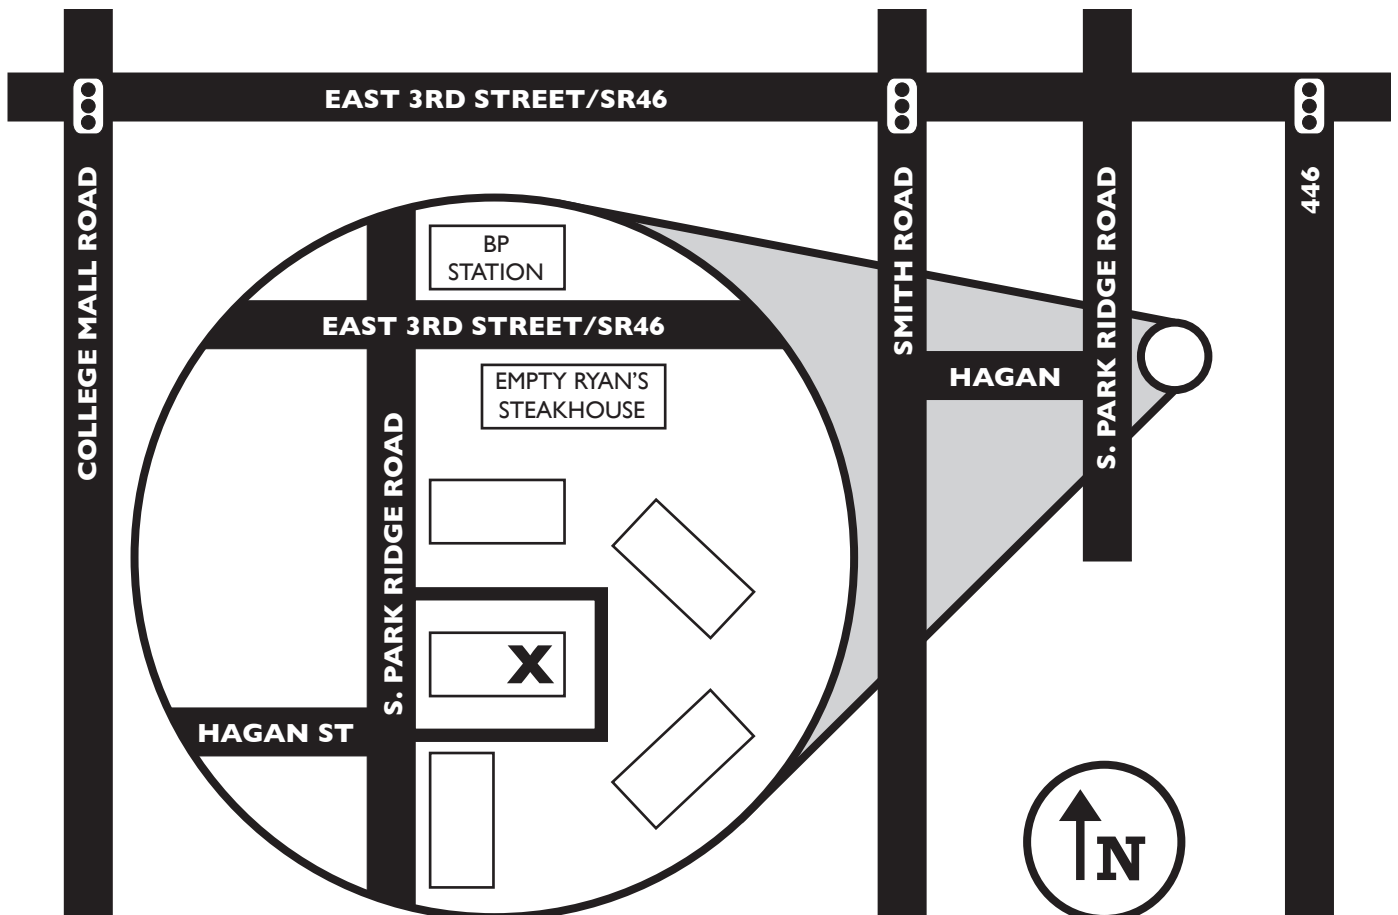 EAST 3RD STREET/SR46
COLLEGE MALL ROAD
SMITH ROAD
S. PARK RIDGE ROAD
446
HAGAN
BP
STATION
EAST 3RD STREET/SR46
EMPTY RYAN'S
STEAKHOUSE
S. PARK RIDGE ROAD
X
HAGAN ST
N